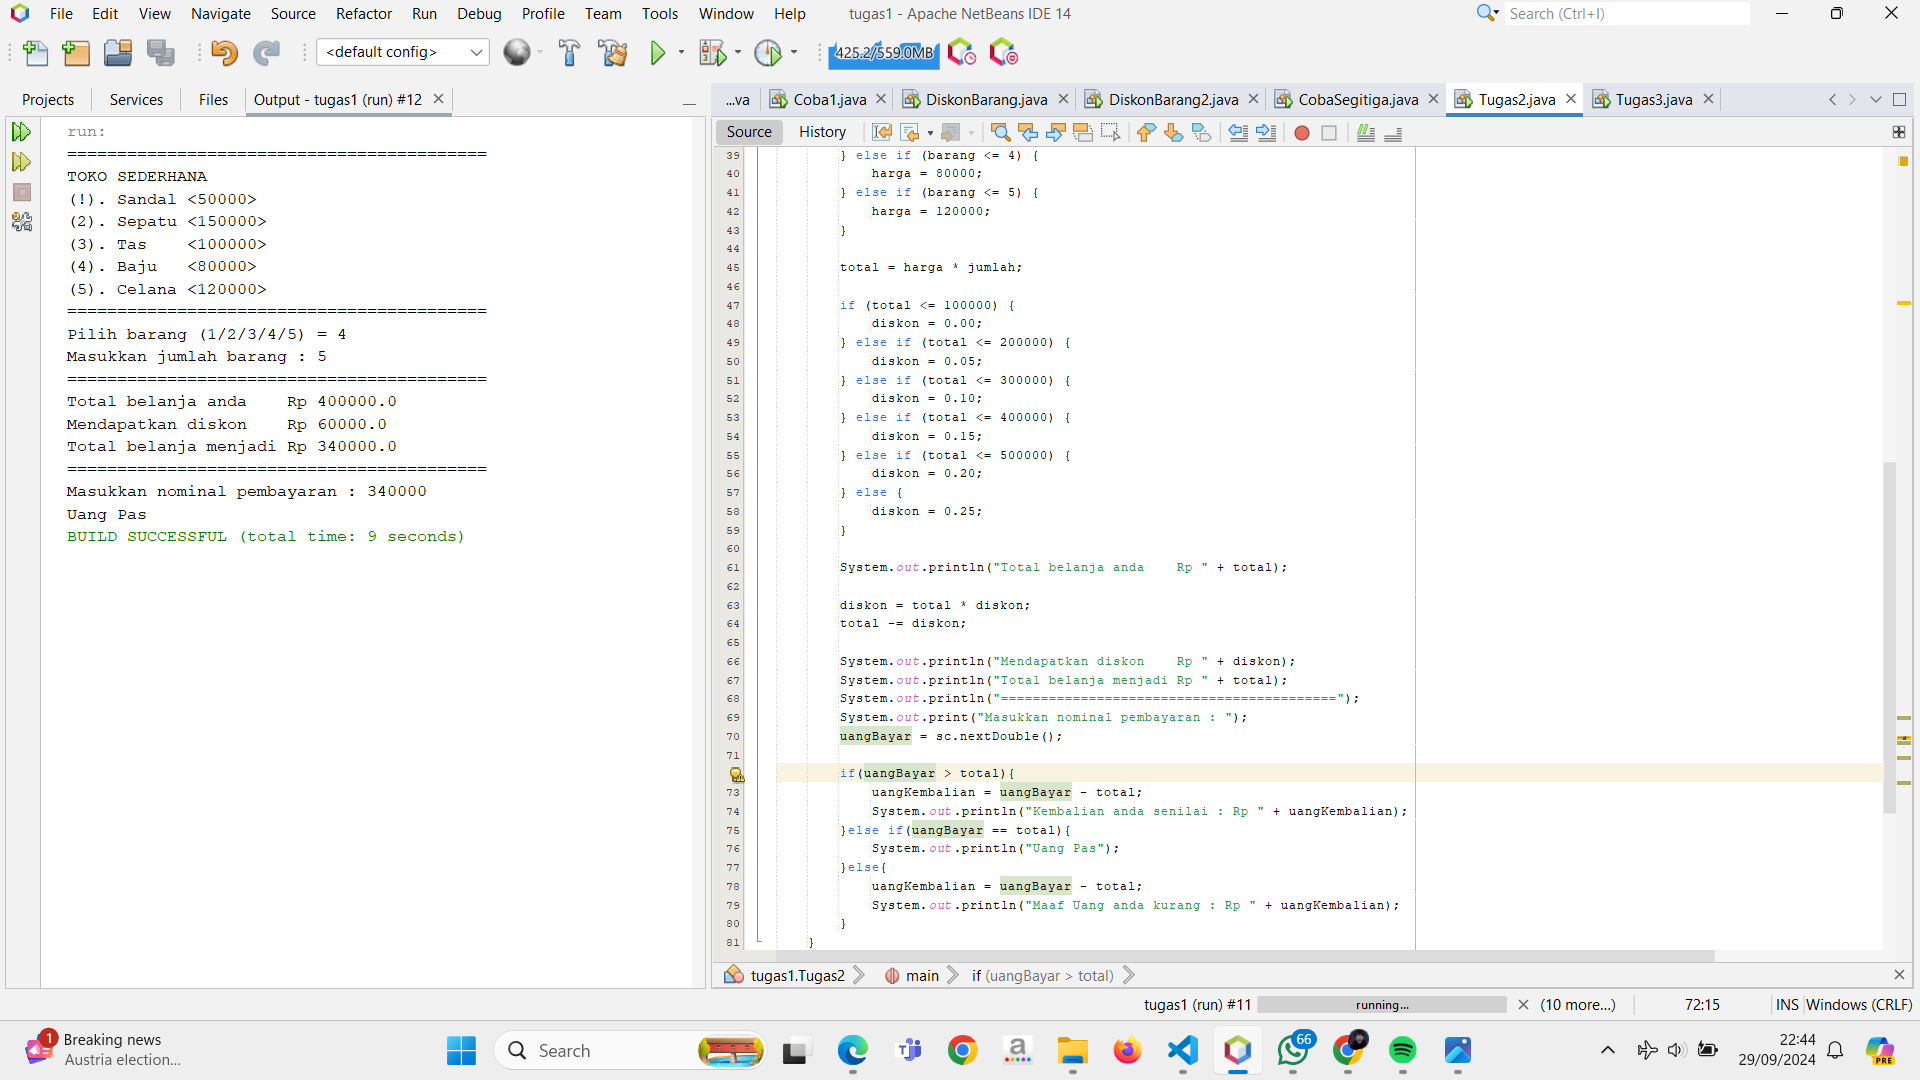 File Edit View Navigate Source Refactor Run Debug Profile Team Tools Window Help tugas1 - Apache NetBeans IDE 14 Search (Ctrl+I)
<default config> 425.2/559.0MB
Projects Services Files Output - tugas1 (run) #12
...va Coba1.java DiskonBarang.java DiskonBarang2.java CobaSegitiga.java Tugas2.java Tugas3.java
Source History
run:
==========================================
TOKO SEDERHANA
(!). Sandal <50000>
(2). Sepatu <150000>
(3). Tas    <100000>
(4). Baju   <80000>
(5). Celana <120000>
==========================================
Pilih barang (1/2/3/4/5) = 4
Masukkan jumlah barang : 5
==========================================
Total belanja anda    Rp 400000.0
Mendapatkan diskon    Rp 60000.0
Total belanja menjadi Rp 340000.0
==========================================
Masukkan nominal pembayaran : 340000
Uang Pas
BUILD SUCCESSFUL (total time: 9 seconds)
39 } else if (barang <= 4) {
40 harga = 80000;
41 } else if (barang <= 5) {
42 harga = 120000;
43 }
44
45 total = harga * jumlah;
46
47 if (total <= 100000) {
48 diskon = 0.00;
49 } else if (total <= 200000) {
50 diskon = 0.05;
51 } else if (total <= 300000) {
52 diskon = 0.10;
53 } else if (total <= 400000) {
54 diskon = 0.15;
55 } else if (total <= 500000) {
56 diskon = 0.20;
57 } else {
58 diskon = 0.25;
59 }
60
61 System.out.println("Total belanja anda    Rp " + total);
62
63 diskon = total * diskon;
64 total -= diskon;
65
66 System.out.println("Mendapatkan diskon    Rp " + diskon);
67 System.out.println("Total belanja menjadi Rp " + total);
68 System.out.println("==========================================");
69 System.out.print("Masukkan nominal pembayaran : ");
70 uangBayar = sc.nextDouble();
71
if(uangBayar > total){
73 uangKembalian = uangBayar - total;
74 System.out.println("Kembalian anda senilai : Rp " + uangKembalian);
75 }else if(uangBayar == total){
76 System.out.println("Uang Pas");
77 }else{
78 uangKembalian = uangBayar - total;
79 System.out.println("Maaf Uang anda kurang : Rp " + uangKembalian);
80 }
81 }
tugas1.Tugas2 main if (uangBayar > total)
tugas1 (run) #11 running... (10 more...) 72:15 INS Windows (CRLF)
1 Breaking news
Austria election...
Search
a
66
22:44
29/09/2024
PRE